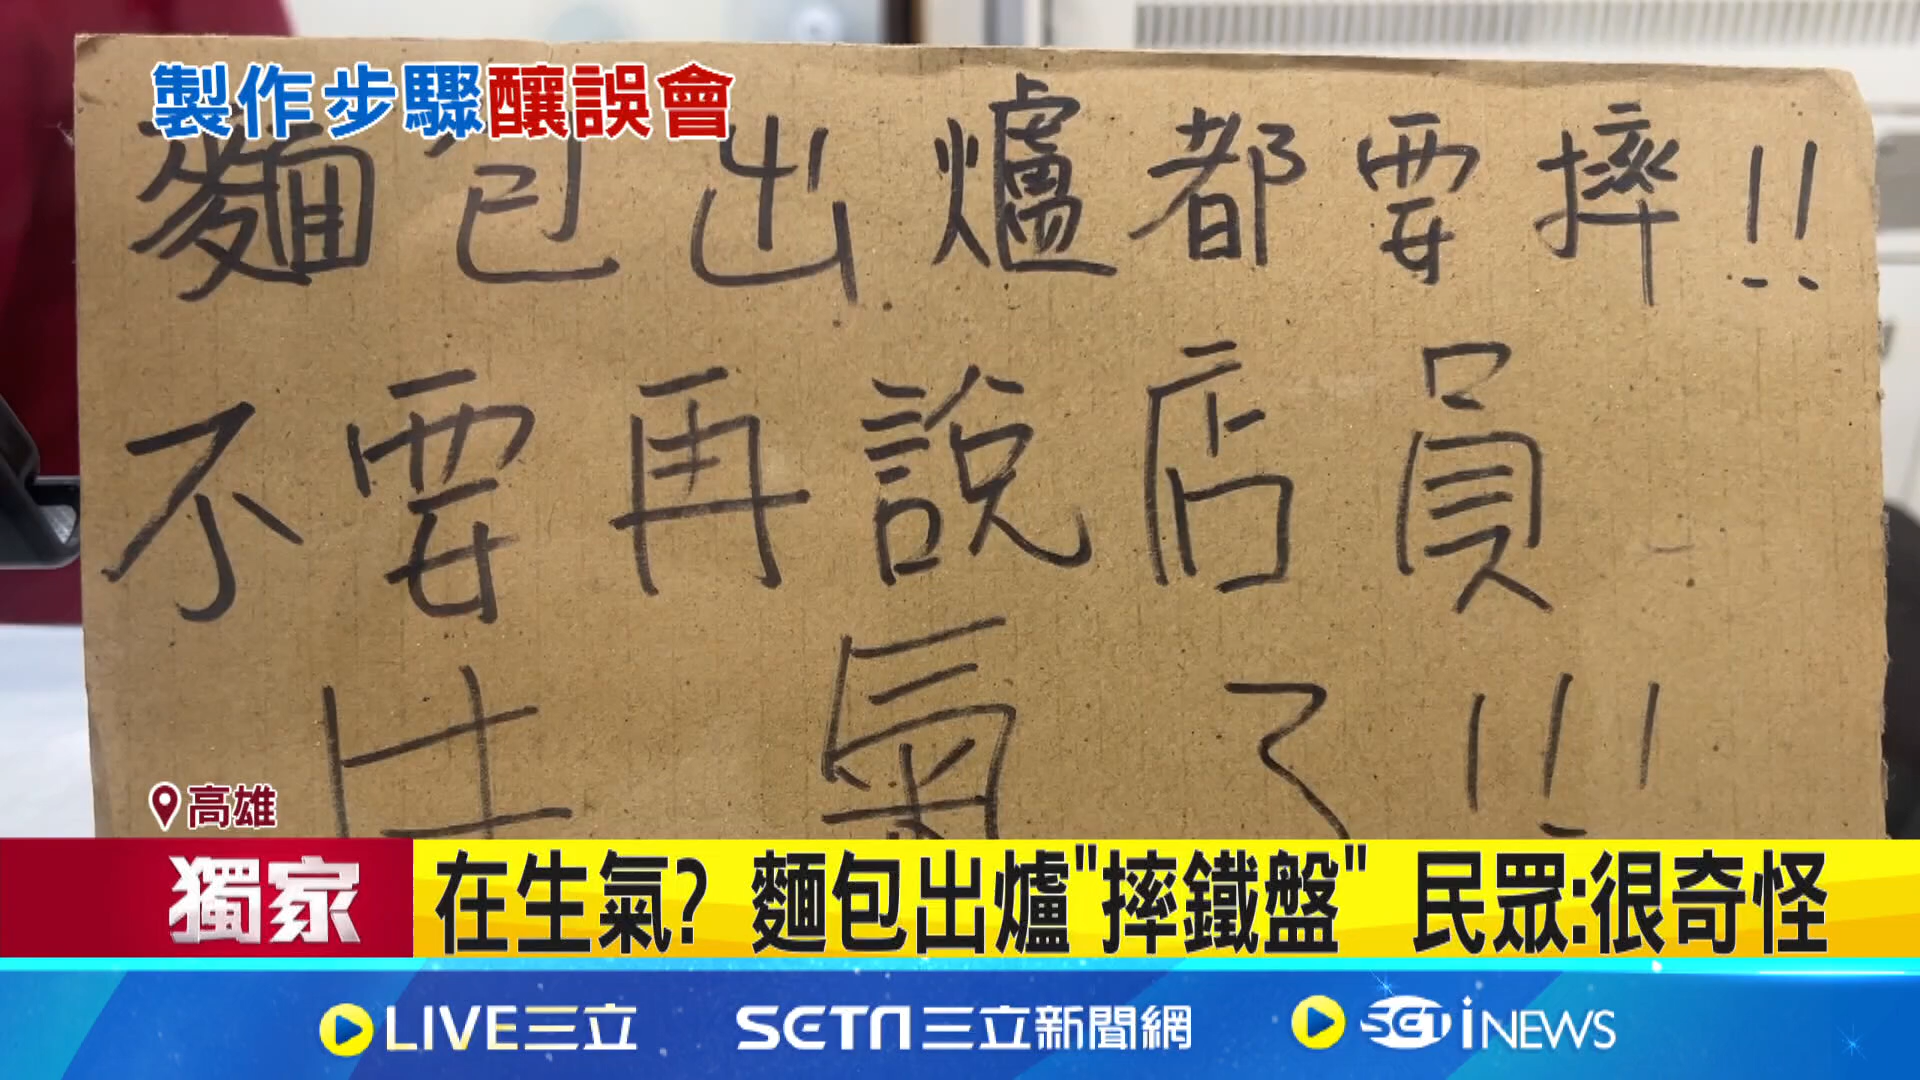 製作步驟釀誤會
麵包出爐都要摔!!
不要再說店員
生氣了!!!
高雄
獨家
在生氣? 麵包出爐"摔鐵盤" 民眾:很奇怪
LIVE三立
SETN三立新聞網
SETiNEWS